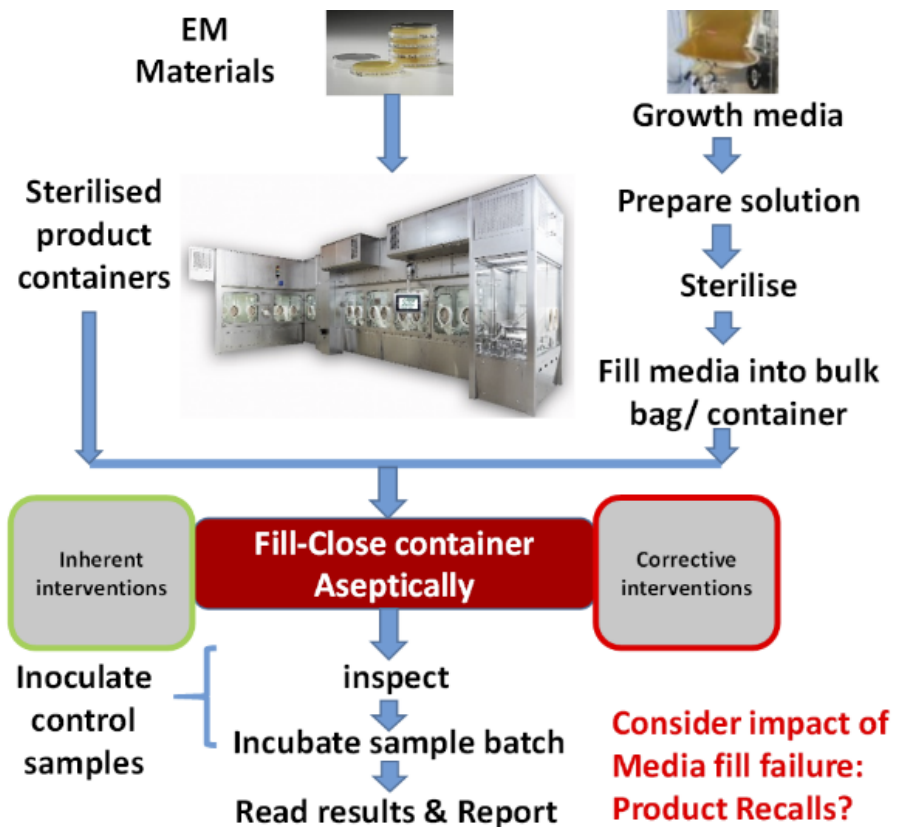 EM
Materials
Growth media
Prepare solution
Sterilise
Fill media into bulk
bag/ container
Sterilised
product
containers
Inherent
interventions
Fill-Close container
Aseptically
Corrective
interventions
Inoculate
control
samples
inspect
Incubate sample batch
Read results & Report
Consider impact of
Media fill failure:
Product Recalls?